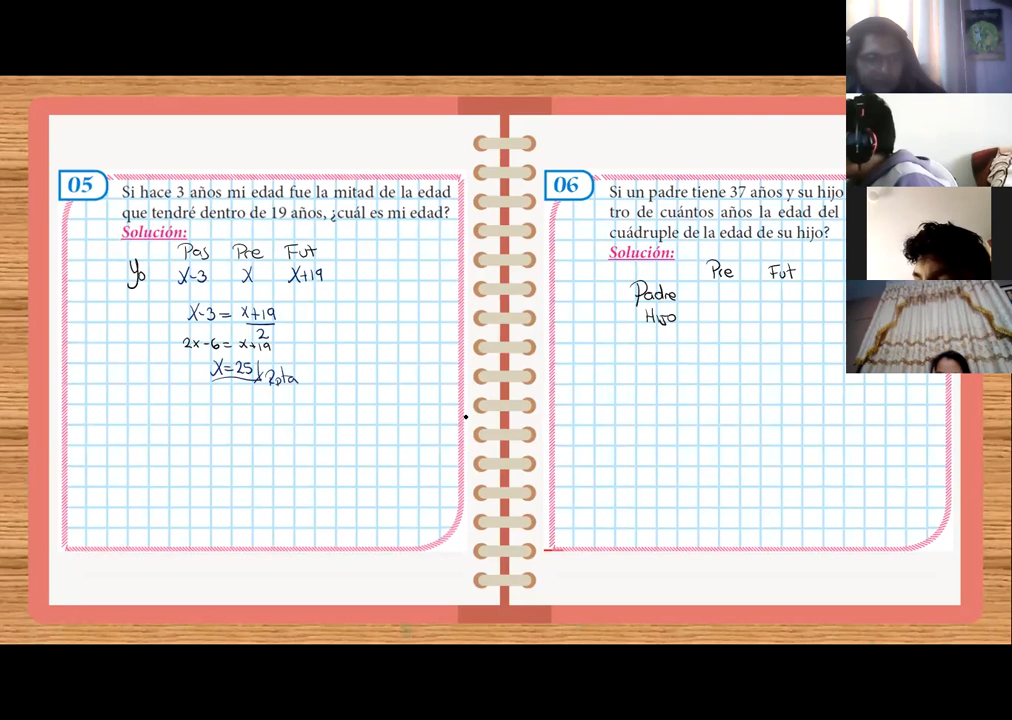 05
Si hace 3 años mi edad fue la mitad de la edad
que tendré dentro de 19 años, ¿cuál es mi edad?
Solución:
Pas Pre Fut
Yo X-3 X X+19
X-3 = X+19
2
2x-6 = x+19
X=25 Rpta
06
Si un padre tiene 37 años y su hijo
tro de cuántos años la edad del
cuádruple de la edad de su hijo?
Solución:
Pre Fut
Padre
Hijo